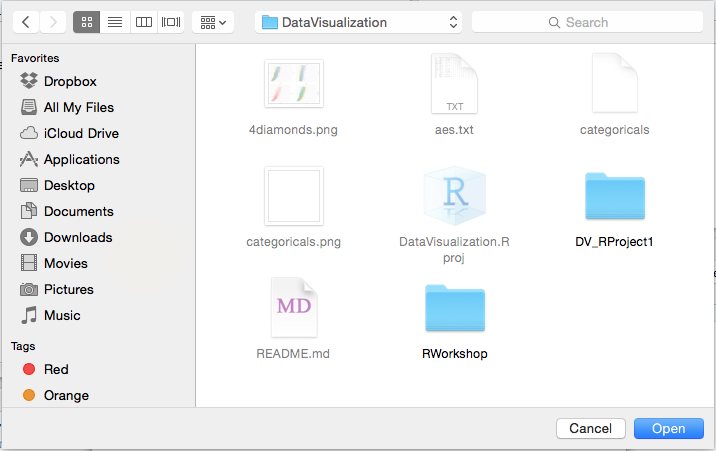 DataVisualization
Search
Favorites
Dropbox
All My Files
iCloud Drive
Applications
Desktop
Documents
Downloads
Movies
Pictures
Music
Tags
Red
Orange
TXT
4diamonds.png
aes.txt
categoricals
R
categoricals.png
DataVisualization.R
proj
DV_RProject1
MD
README.md
RWorkshop
Cancel
Open